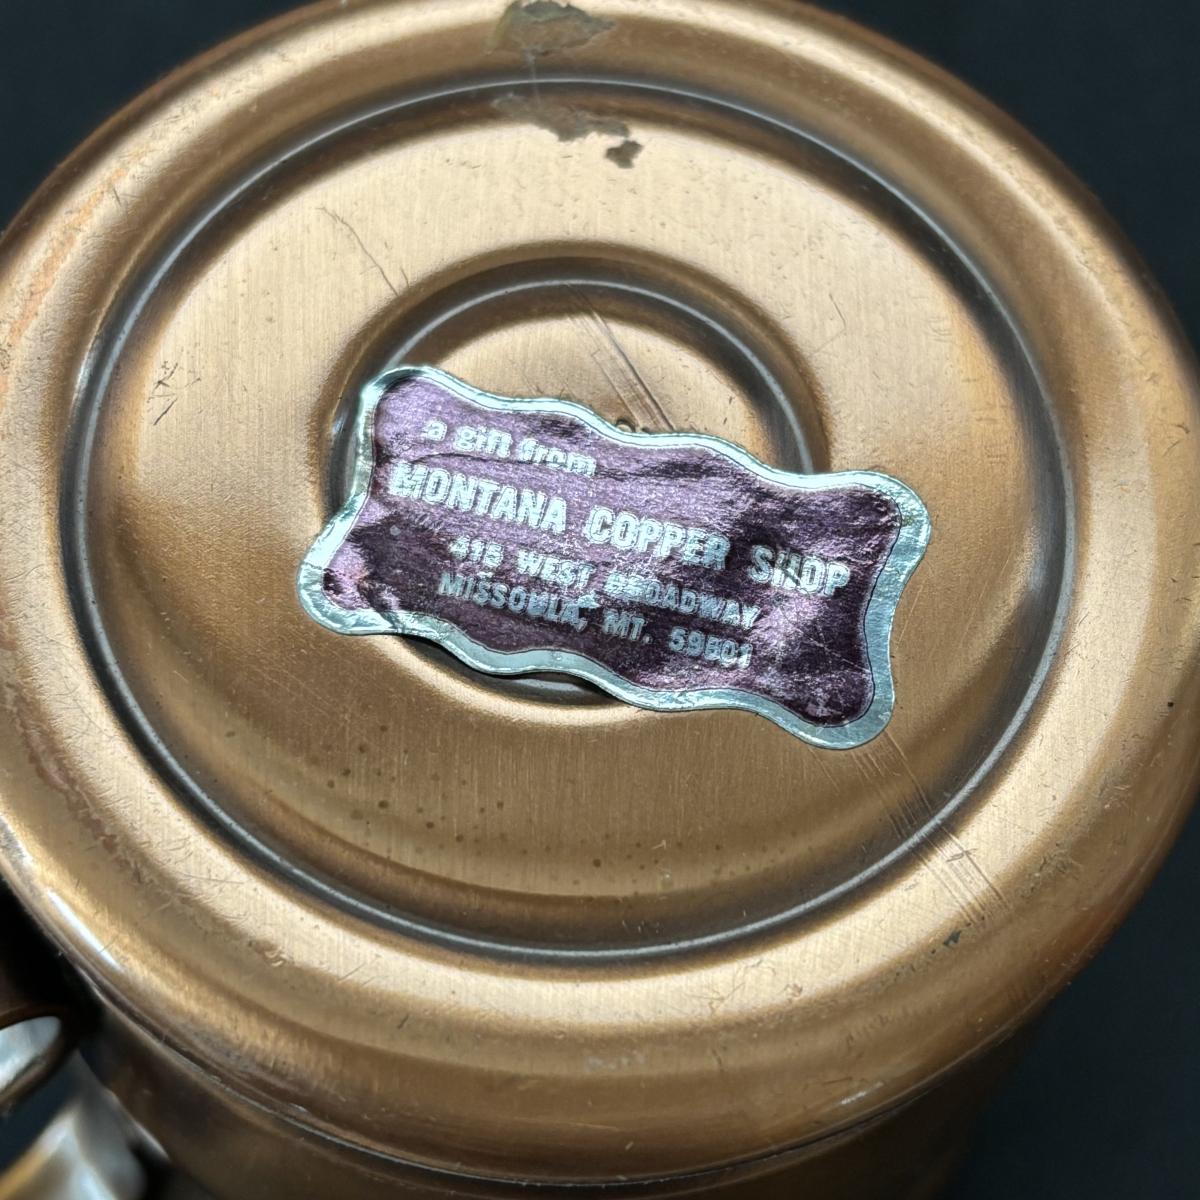 a gift from
MONTANA COPPER SHOP
415 WEST BROADWAY
MISSOULA, MT. 59801